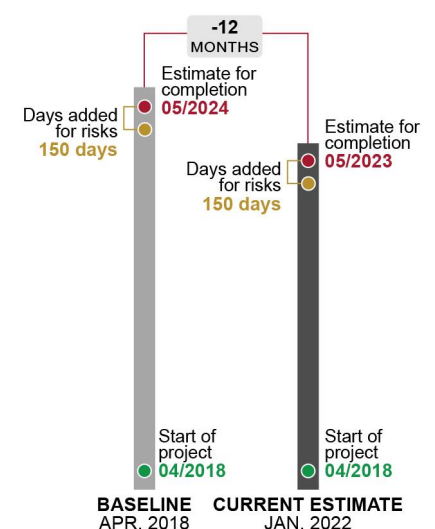 -12
MONTHS
Estimate for
completion
05/2024
Days added
for risks
150 days
Estimate for
completion
05/2023
Days added
for risks
150 days
Start of
project
04/2018
Start of
project
04/2018
BASELINE
APR. 2018
CURRENT ESTIMATE
JAN. 2022